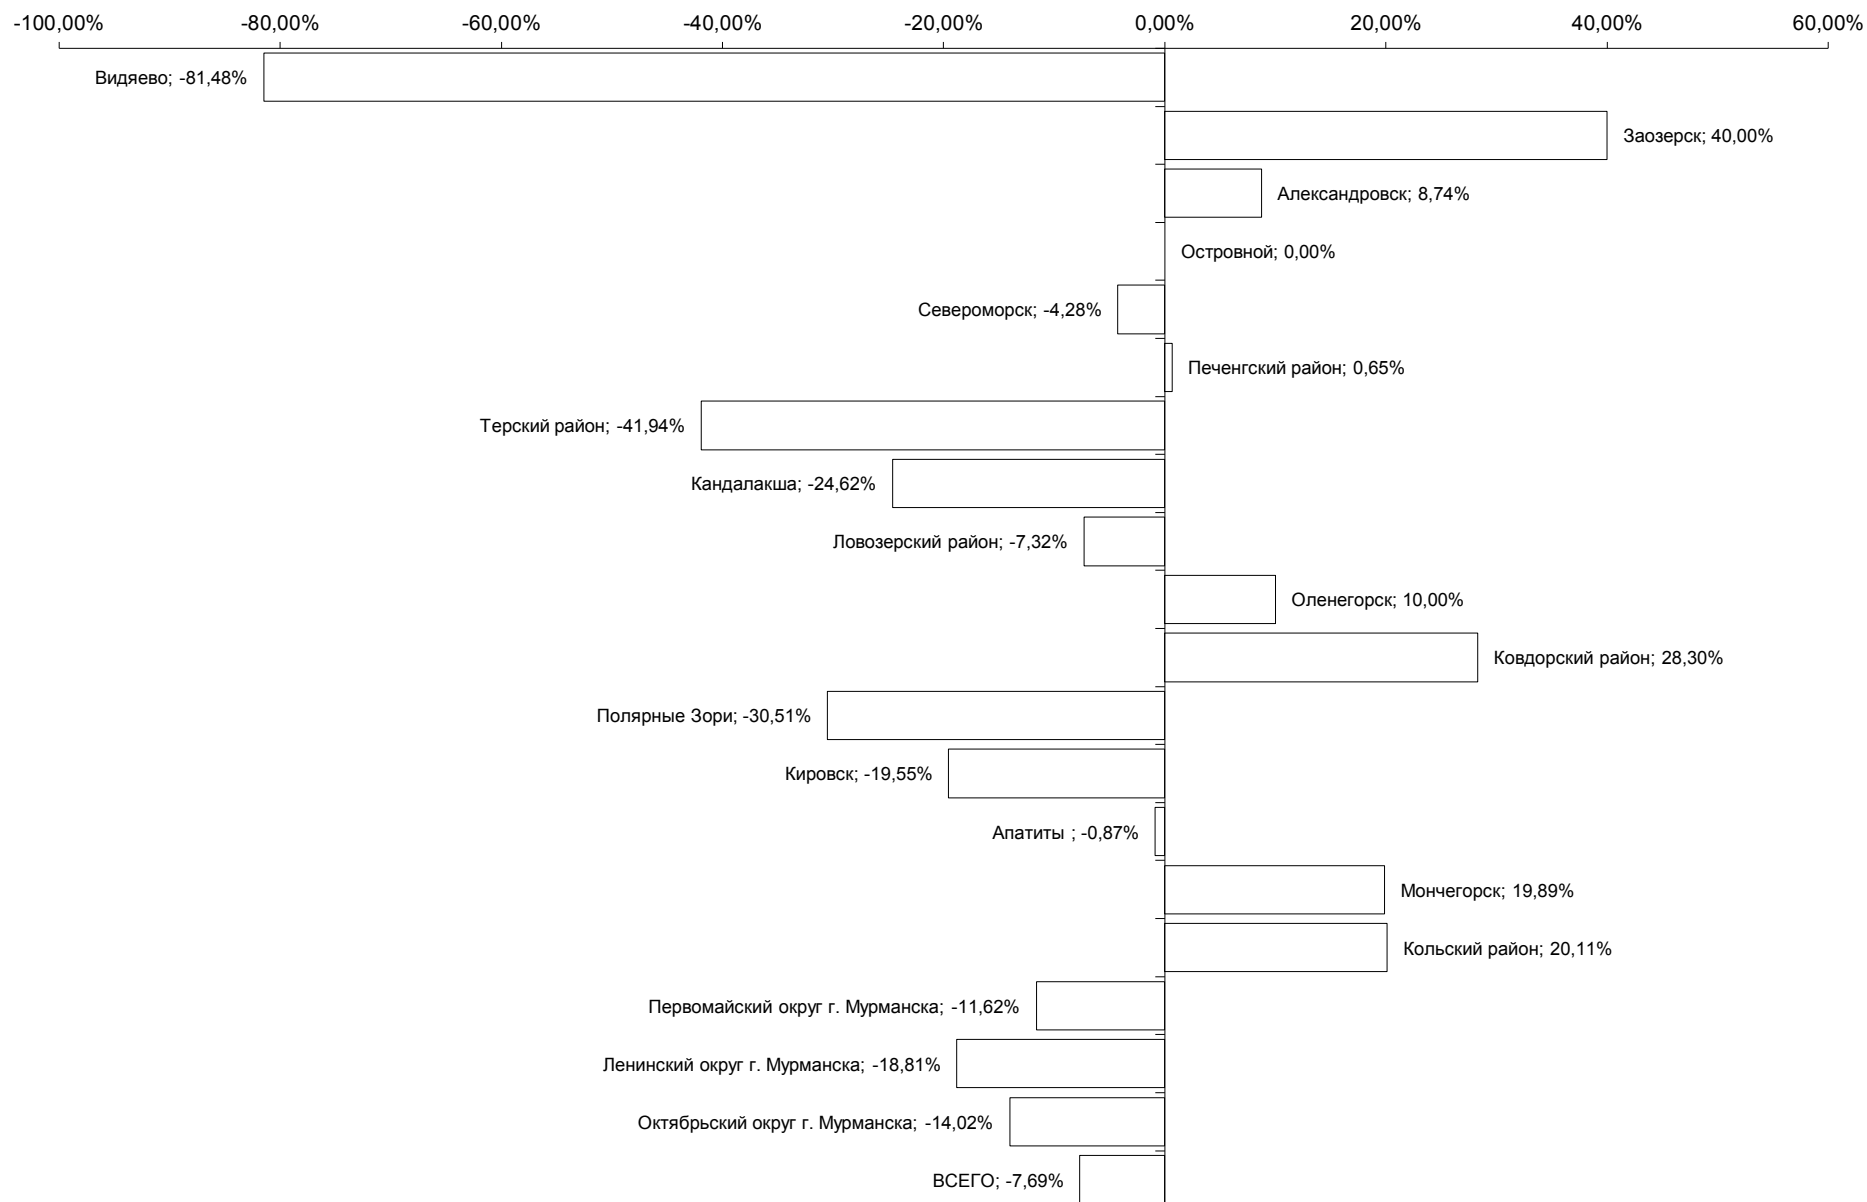 -100,00% -80,00% -60,00% -40,00% -20,00% 0,00% 20,00% 40,00% 60,00%
Видяево; -81,48%
Заозерск; 40,00%
Александровск; 8,74%
Островной; 0,00%
Североморск; -4,28%
Печенгский район; 0,65%
Терский район; -41,94%
Кандалакша; -24,62%
Ловозерский район; -7,32%
Оленегорск; 10,00%
Ковдорский район; 28,30%
Полярные Зори; -30,51%
Кировск; -19,55%
Апатиты ; -0,87%
Мончегорск; 19,89%
Кольский район; 20,11%
Первомайский округ г. Мурманска; -11,62%
Ленинский округ г. Мурманска; -18,81%
Октябрьский округ г. Мурманска; -14,02%
ВСЕГО; -7,69%